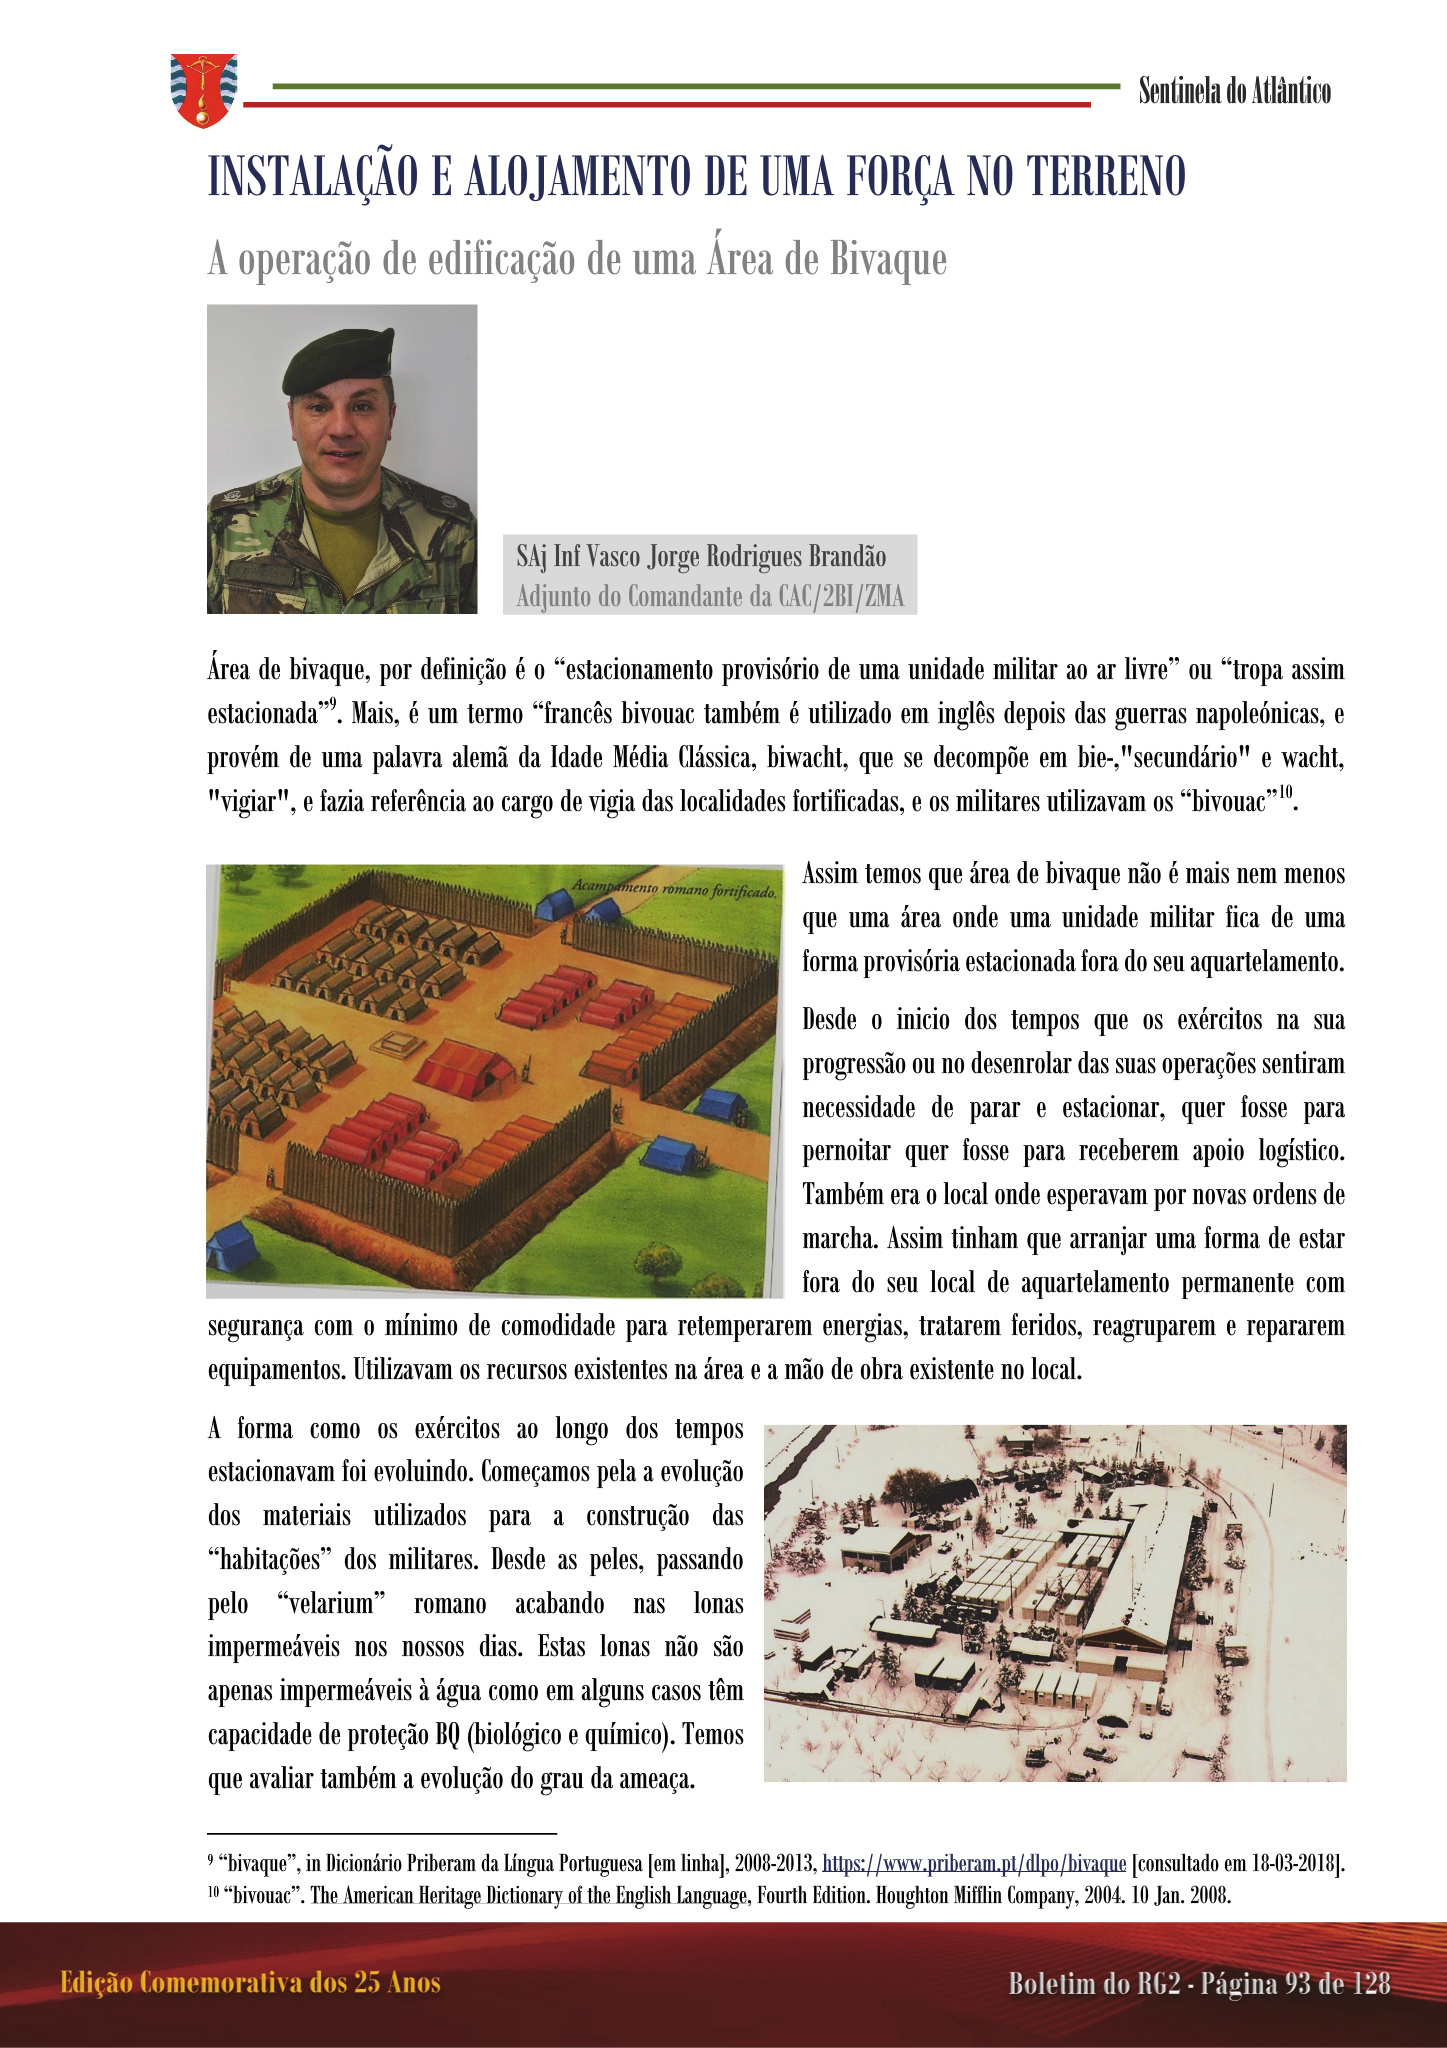 Sentinela do Atlântico
INSTALAÇÃO E ALOJAMENTO DE UMA FORÇA NO TERRENO
A operação de edificação de uma Área de Bivaque
SAj Inf Vasco Jorge Rodrigues Brandão
Adjunto do Comandante da CAC/2BI/ZMA
Área de bivaque, por definição é o “estacionamento provisório de uma unidade militar ao ar livre” ou “tropa assim
estacionada”⁹. Mais, é um termo “francês bivouac também é utilizado em inglês depois das guerras napoleónicas, e
provém de uma palavra alemã da Idade Média Clássica, biwacht, que se decompõe em bie-,"secundário" e wacht,
"vigiar", e fazia referência ao cargo de vigia das localidades fortificadas, e os militares utilizavam os “bivouac”¹⁰.
Acampamento romano fortificado.
Assim temos que área de bivaque não é mais nem menos
que uma área onde uma unidade militar fica de uma
forma provisória estacionada fora do seu aquartelamento.
Desde o inicio dos tempos que os exércitos na sua
progressão ou no desenrolar das suas operações sentiram
necessidade de parar e estacionar, quer fosse para
pernoitar quer fosse para receberem apoio logístico.
Também era o local onde esperavam por novas ordens de
marcha. Assim tinham que arranjar uma forma de estar
fora do seu local de aquartelamento permanente com
segurança com o mínimo de comodidade para retemperarem energias, tratarem feridos, reagruparem e repararem
equipamentos. Utilizavam os recursos existentes na área e a mão de obra existente no local.
A forma como os exércitos ao longo dos tempos
estacionavam foi evoluindo. Começamos pela a evolução
dos materiais utilizados para a construção das
“habitações” dos militares. Desde as peles, passando
pelo “velarium” romano acabando nas lonas
impermeáveis nos nossos dias. Estas lonas não são
apenas impermeáveis à água como em alguns casos têm
capacidade de proteção BQ (biológico e químico). Temos
que avaliar também a evolução do grau da ameaça.
⁹ “bivaque”, in Dicionário Priberam da Língua Portuguesa [em linha], 2008-2013, https://www.priberam.pt/dlpo/bivaque [consultado em 18-03-2018].
¹⁰ “bivouac”. The American Heritage Dictionary of the English Language, Fourth Edition. Houghton Mifflin Company, 2004. 10 Jan. 2008.
Edição Comemorativa dos 25 Anos
Boletim do RG2 - Página 93 de 128